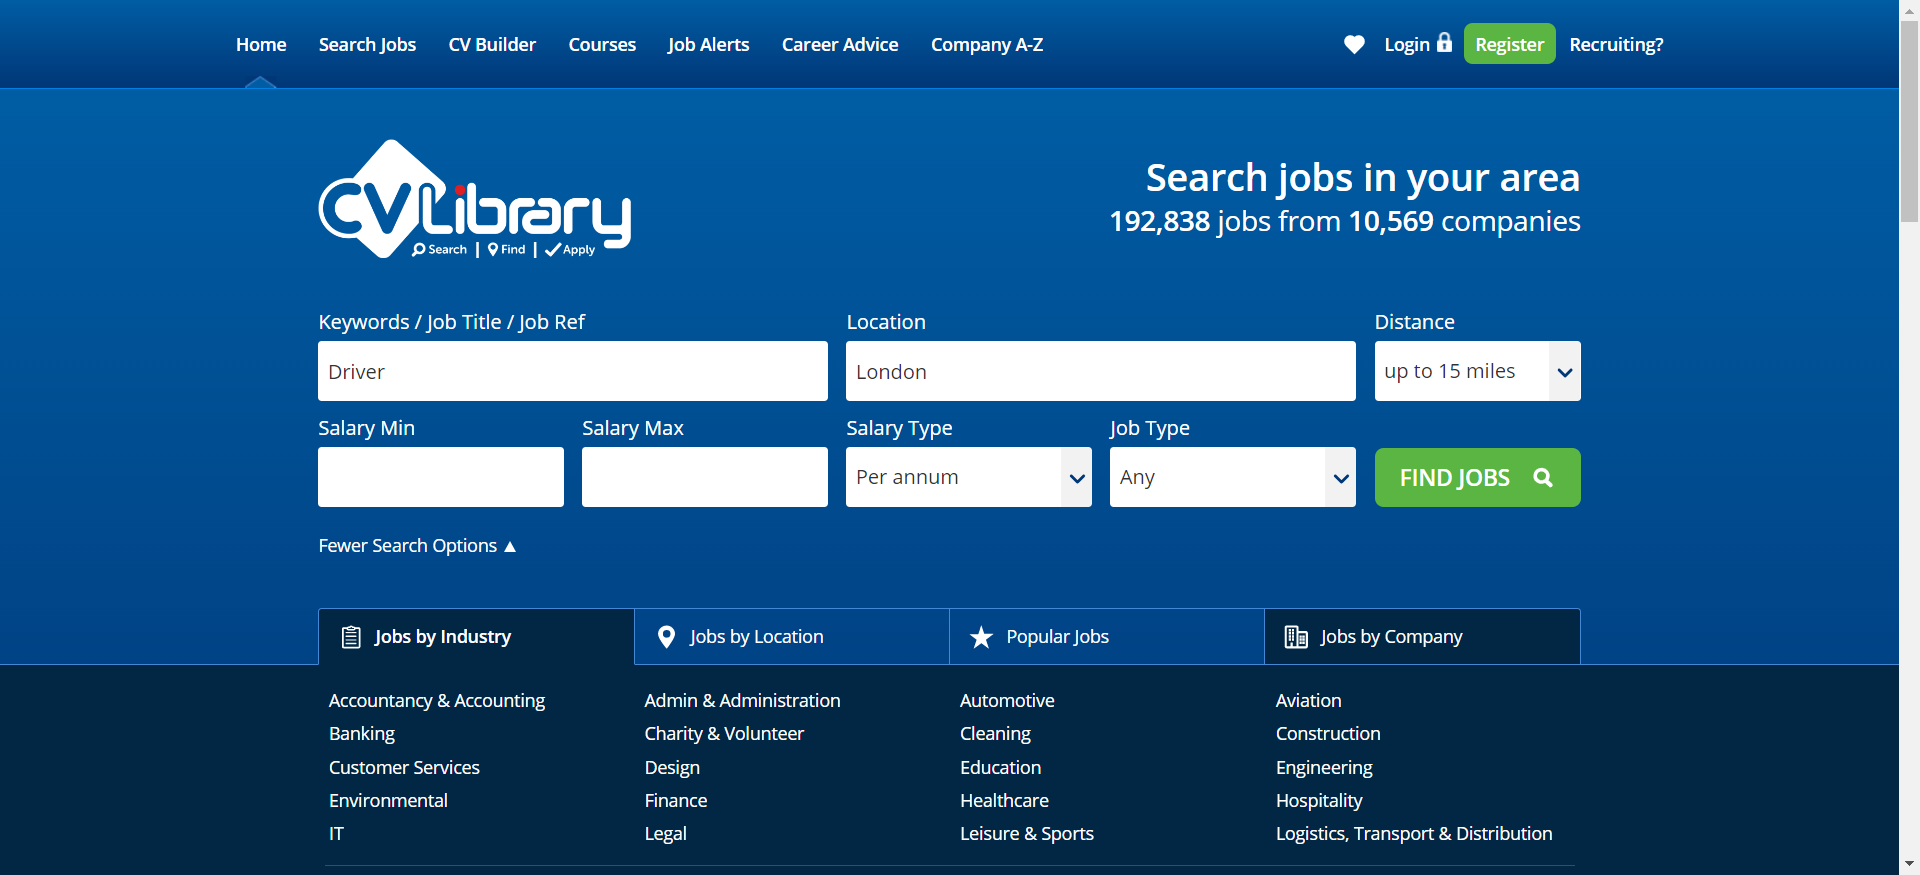 Home Search Jobs CV Builder Courses Job Alerts Career Advice Company A-Z Login Register Recruiting?
CV Library
Search | Find | Apply
Search jobs in your area
192,838 jobs from 10,569 companies
Keywords / Job Title / Job Ref Location Distance
Driver London up to 15 miles
Salary Min Salary Max Salary Type Job Type
Per annum Any FIND JOBS
Fewer Search Options
Jobs by Industry Jobs by Location Popular Jobs Jobs by Company
Accountancy & Accounting Admin & Administration Automotive Aviation
Banking Charity & Volunteer Cleaning Construction
Customer Services Design Education Engineering
Environmental Finance Healthcare Hospitality
IT Legal Leisure & Sports Logistics, Transport & Distribution